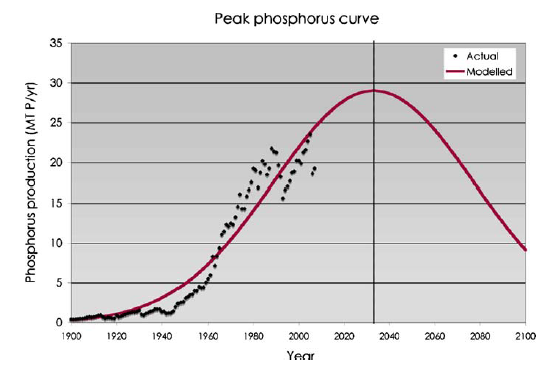 Peak phosphorus curve
35
30
25
20
15
10
5
0
Phosphorus production (MT P/yr)
Actual
Modelled
1900 1920 1940 1960 1980 2000 2020 2040 2060 2080 2100
Year